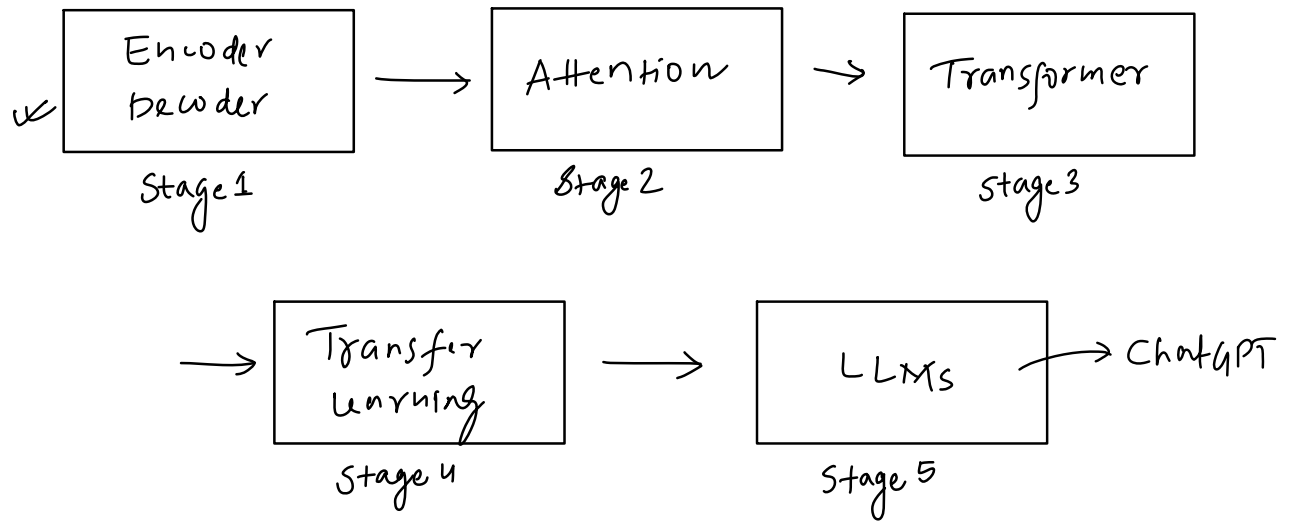 Encoder
Decoder
Stage 1
Attention
Stage 2
Transformer
Stage 3
Transfer
learning
Stage 4
LLMs
ChatGPT
Stage 5